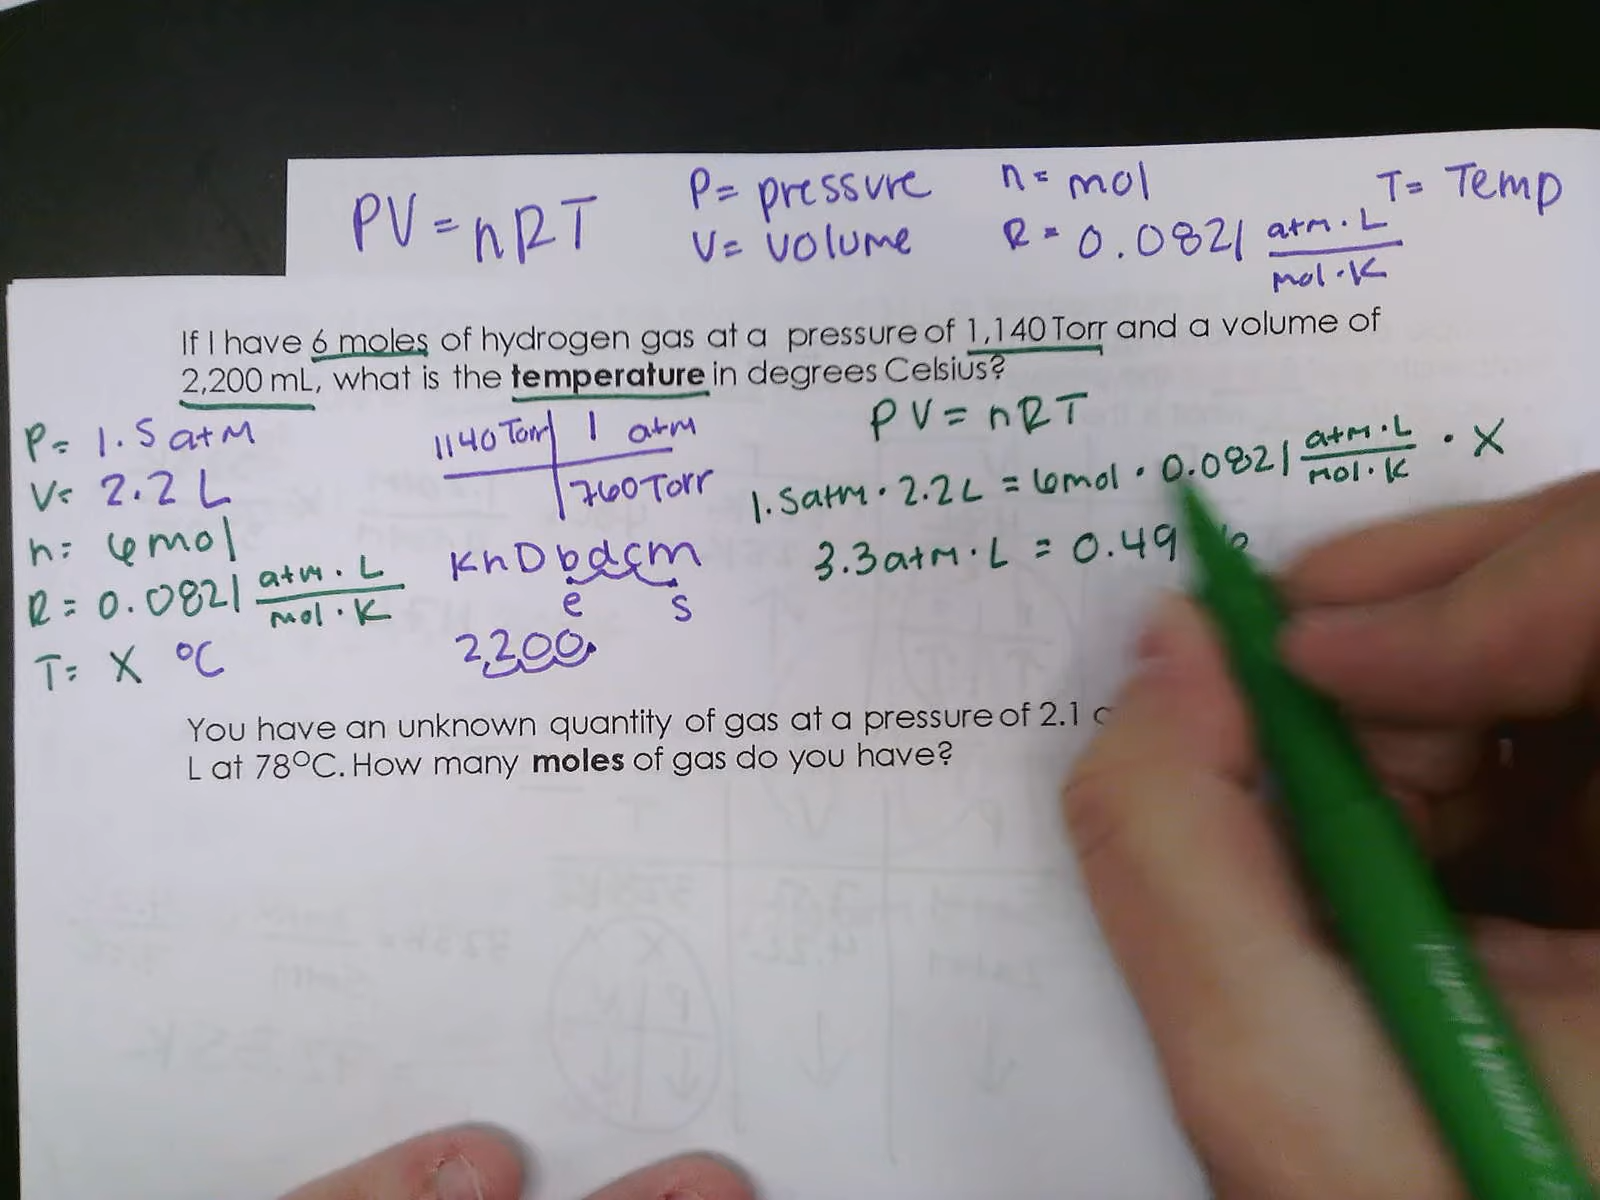 PV = nRT
P= pressure
V= volume
n= mol
R= 0.0821 atm·L / mol·K
T= Temp
If I have 6 moles of hydrogen gas at a pressure of 1,140 Torr and a volume of
2,200 mL, what is the temperature in degrees Celsius?
P= 1.5 atm
V= 2.2 L
n= 6 mol
R= 0.0821 atm·L / mol·K
T= X °C
1140 Torr | 1 atm
760 Torr
KhDbdcm
e s
2200.
PV = nRT
1.5 atm · 2.2 L = 6 mol · 0.0821 atm·L / mol·K · X
3.3 atm·L = 0.49
You have an unknown quantity of gas at a pressure of 2.1
L at 78°C. How many moles of gas do you have?